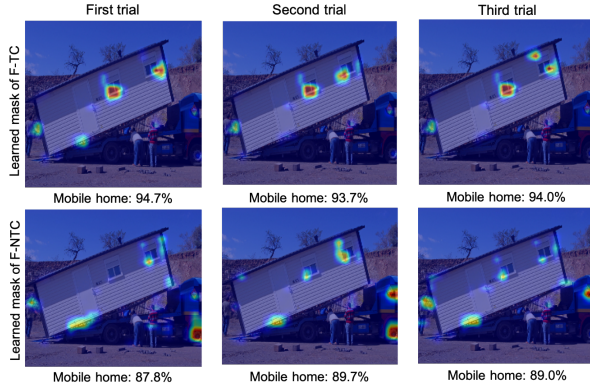 First trial Second trial Third trial
Learned mask of F-TC
Mobile home: 94.7% Mobile home: 93.7% Mobile home: 94.0%
Learned mask of F-NTC
Mobile home: 87.8% Mobile home: 89.7% Mobile home: 89.0%